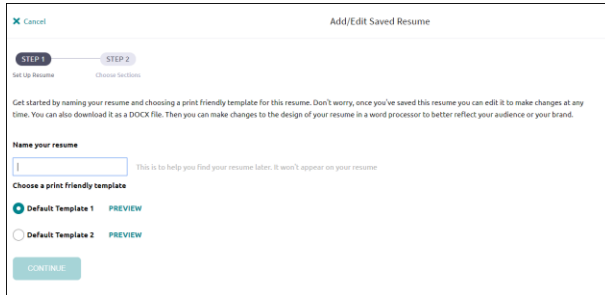 × Cancel
Add/Edit Saved Resume
STEP 1
STEP 2
Set Up Resume
Choose Sections
Get started by naming your resume and choosing a print friendly template for this resume. Don't worry, once you've saved this resume you can edit it to make changes at any
time. You can also download it as a DOCX file. Then you can make changes to the design of your resume in a word processor to better reflect your audience or your brand.
Name your resume
This is to help you find your resume later. It won't appear on your resume
Choose a print friendly template
Default Template 1 PREVIEW
Default Template 2 PREVIEW
CONTINUE